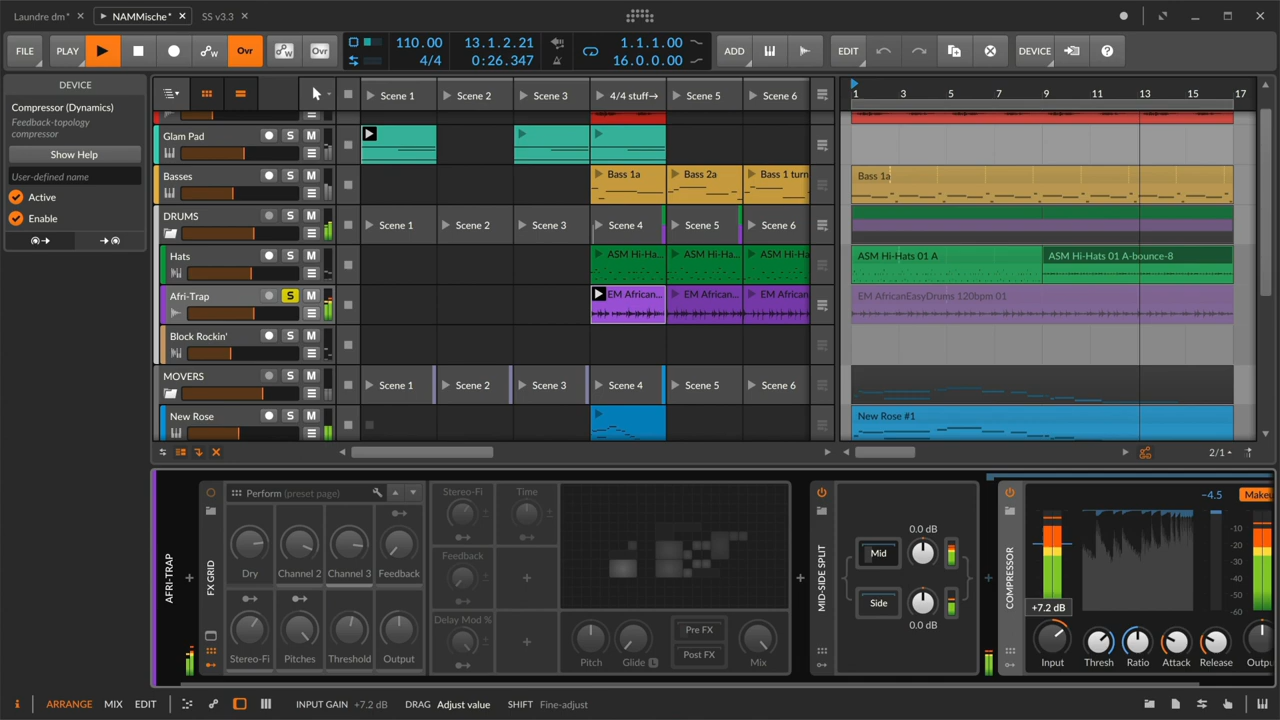 Laundre dm*
NAMMische*
SS v3.3
FILE
PLAY
Ovr
Ovr
110.00
4/4
13.1.2.21
0:26.347
1.1.1.00
16.0.0.00
ADD
EDIT
DEVICE
DEVICE
Compressor (Dynamics)
Feedback-topology
compressor
Show Help
User-defined name
Active
Enable
Scene 1
Scene 2
Scene 3
4/4 stuff→
Scene 5
Scene 6
1
3
5
7
9
11
13
15
17
Glam Pad
S
M
Basses
S
M
Bass 1a
Bass 2a
Bass 1 turn
Bass 1a
DRUMS
S
M
Scene 1
Scene 2
Scene 3
Scene 4
Scene 5
Scene 6
Hats
S
M
ASM Hi-Ha...
ASM Hi-Ha..
ASM Hi-Ha
ASM Hi-Hats 01 A
ASM Hi-Hats 01 A-bounce-8
Afri-Trap
S
M
EM African...
EM African...
EM African
EM AfricanEasyDrums 120bpm 01
Block Rockin'
S
M
MOVERS
S
M
Scene 1
Scene 2
Scene 3
Scene 4
Scene 5
Scene 6
New Rose
S
M
New Rose #1
2/1
AFRI-TRAP
FX GRID
Perform (preset page)
Dry
Channel 2
Channel 3
Feedback
Stereo-Fi
Pitches
Threshold
Output
Stereo-Fi
Time
Feedback
Delay Mod %
Pitch
Glide
L
Pre FX
Post FX
Mix
MID-SIDE SPLIT
0.0 dB
Mid
Side
0.0 dB
COMPRESSOR
−4.5
Makeu
-10
-20
-30
-40
-50
-60
+7.2 dB
Input
Thresh
Ratio
Attack
Release
Outpu
i
ARRANGE
MIX
EDIT
INPUT GAIN
+7.2 dB
DRAG
Adjust value
SHIFT
Fine-adjust